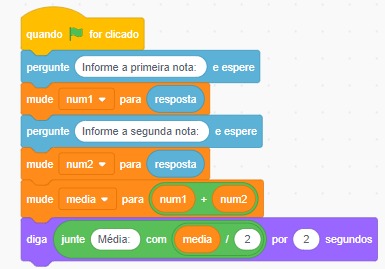 quando for clicado
pergunte Informe a primeira nota: e espere
mude num1 para resposta
pergunte Informe a segunda nota: e espere
mude num2 para resposta
mude media para num1 + num2
diga junte Média: com media / 2 por 2 segundos